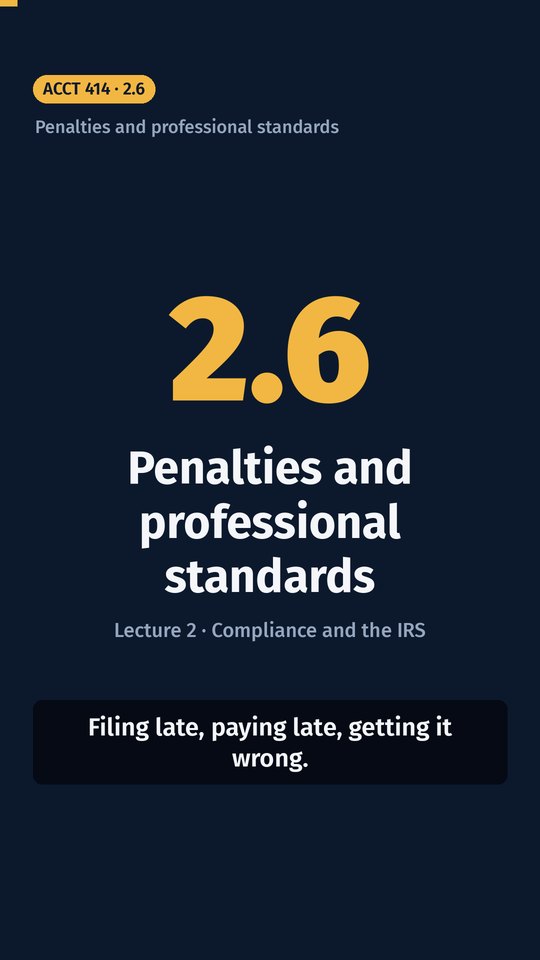 ACCT 414 · 2.6
Penalties and professional standards
2.6
Penalties and
professional
standards
Lecture 2 · Compliance and the IRS
Filing late, paying late, getting it
wrong.